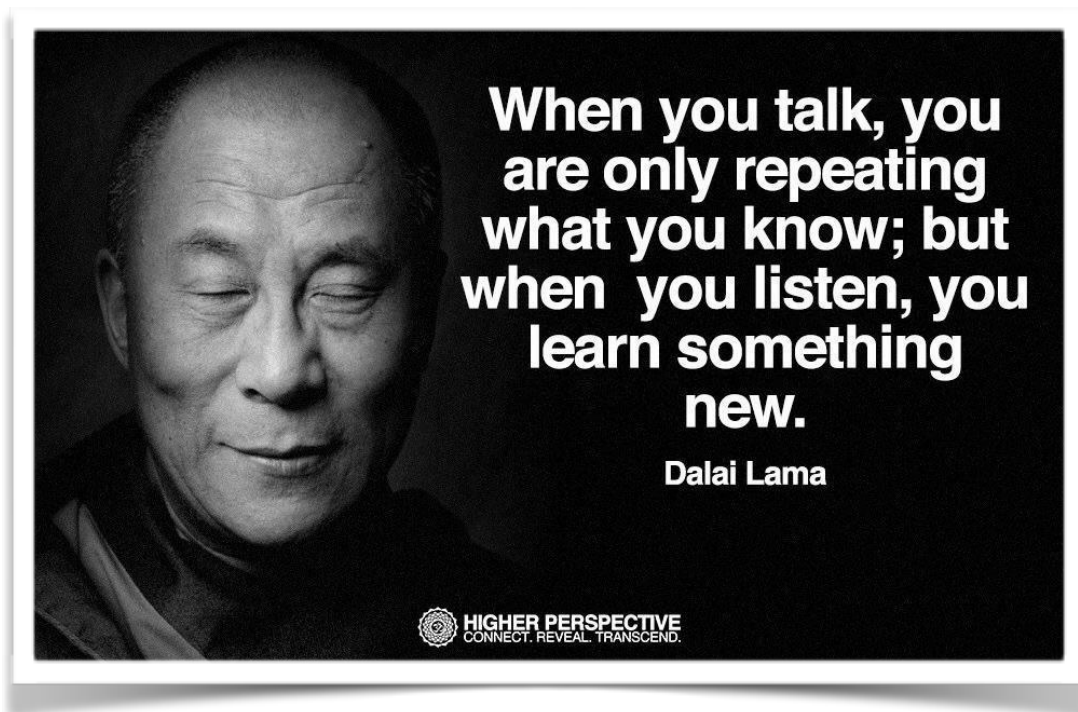 When you talk, you
are only repeating
what you know; but
when  you listen, you
learn something
new.
Dalai Lama
HIGHER PERSPECTIVE
CONNECT. REVEAL. TRANSCEND.